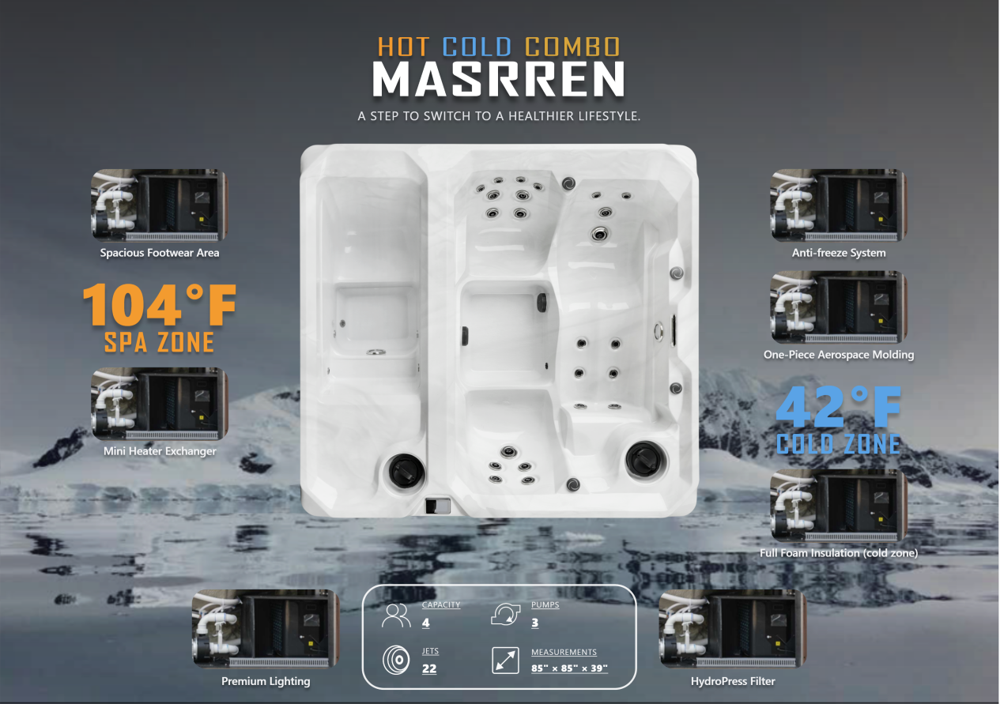 HOT COLD COMBO
MASRREN
A STEP TO SWITCH TO A HEALTHIER LIFESTYLE.
Spacious Footwear Area
104°F
SPA ZONE
Mini Heater Exchanger
Anti-freeze System
One-Piece Aerospace Molding
42°F
COLD ZONE
Full Foam Insulation (cold zone)
Premium Lighting
CAPACITY
4
PUMPS
3
JETS
22
MEASUREMENTS
85" × 85" × 39"
HydroPress Filter